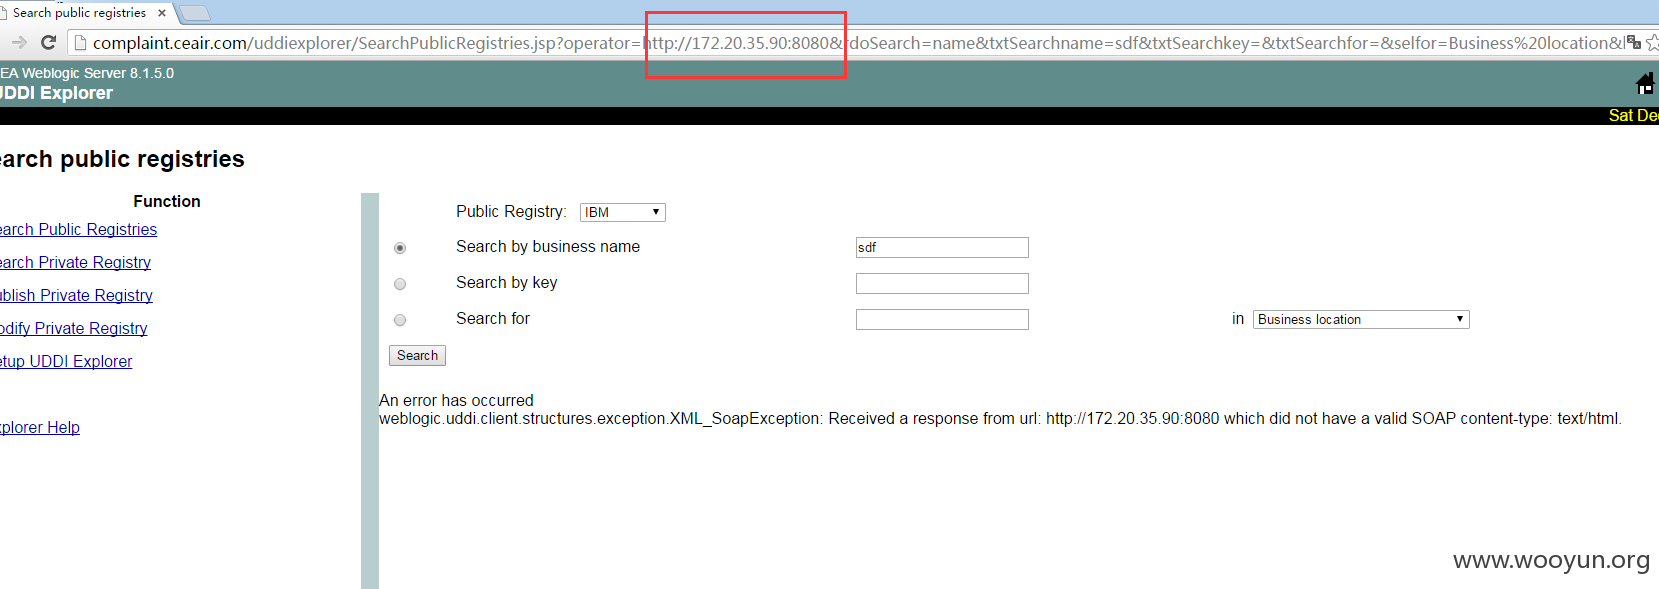 Search public registries
complaint.ceair.com/uddiexplorer/SearchPublicRegistries.jsp?operator=http://172.20.35.90:8080&rdoSearch=name&txtSearchname=sdf&txtSearchkey=&txtSearchfor=&selfor=Business%20location&
EA Weblogic Server 8.1.5.0
UDDI Explorer
Sat De
earch public registries
Function
earch Public Registries
earch Private Registry
ublish Private Registry
odify Private Registry
etup UDDI Explorer
xplorer Help
Public Registry: IBM
Search by business name sdf
Search by key
Search for in Business location
Search
An error has occurred
weblogic.uddi.client.structures.exception.XML_SoapException: Received a response from url: http://172.20.35.90:8080 which did not have a valid SOAP content-type: text/html.
www.wooyun.org